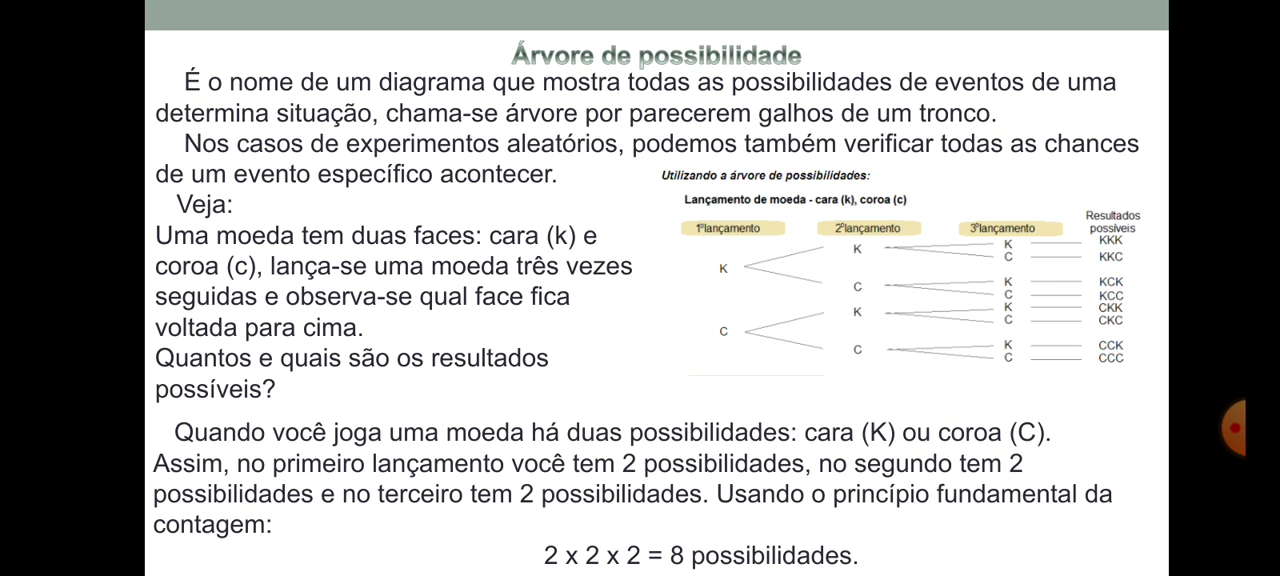 Árvore de possibilidade
É o nome de um diagrama que mostra todas as possibilidades de eventos de uma
determina situação, chama-se árvore por parecerem galhos de um tronco.
Nos casos de experimentos aleatórios, podemos também verificar todas as chances
de um evento específico acontecer.
Veja:
Uma moeda tem duas faces: cara (k) e
coroa (c), lança-se uma moeda três vezes
seguidas e observa-se qual face fica
voltada para cima.
Quantos e quais são os resultados
possíveis?
Utilizando a árvore de possibilidades:
Lançamento de moeda - cara (k), coroa (c)
1ºlançamento 2ºlançamento 3ºlançamento Resultados
possíveis
K KKK
K
C KKC
K
K KCK
C
C KCC
K CKK
K
C CKC
C
K CCK
C
C CCC
Quando você joga uma moeda há duas possibilidades: cara (K) ou coroa (C).
Assim, no primeiro lançamento você tem 2 possibilidades, no segundo tem 2
possibilidades e no terceiro tem 2 possibilidades. Usando o princípio fundamental da
contagem:
2 x 2 x 2 = 8 possibilidades.